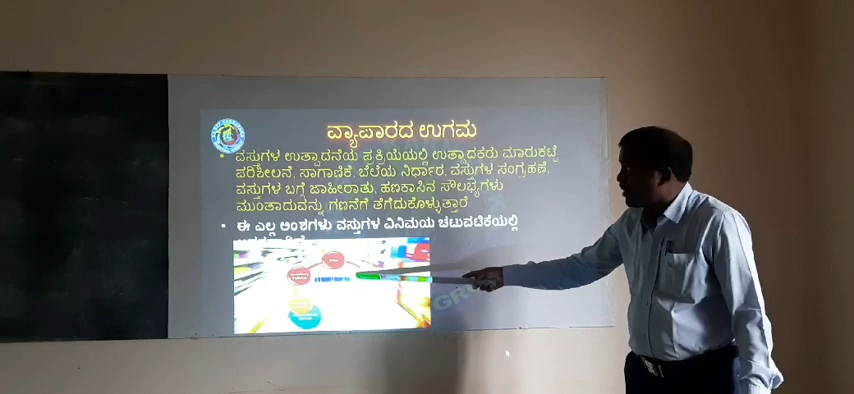 ವ್ಯಾಪಾರದ ಉಗಮ
• ವಸ್ತುಗಳ ಉತ್ಪಾದನೆಯ ಪ್ರಕ್ರಿಯೆಯಲ್ಲಿ ಉತ್ಪಾದಕರು ಮಾರುಕಟ್ಟೆ
ಪರಿಶೀಲನೆ, ಸಾಗಾಣಿಕೆ, ಬೆಲೆಯ ನಿರ್ಧಾರ, ವಸ್ತುಗಳ ಸಂಗ್ರಹಣೆ,
ವಸ್ತುಗಳ ಬಗ್ಗೆ ಜಾಹೀರಾತು, ಹಣಕಾಸಿನ ಸೌಲಭ್ಯಗಳು
ಮುಂತಾದುವನ್ನು ಗಣನೆಗೆ ತೆಗೆದುಕೊಳ್ಳುತ್ತಾರೆ.
• ಈ ಎಲ್ಲ ಅಂಶಗಳು ವಸ್ತುಗಳ ವಿನಿಮಯ ಚಟುವಟಿಕೆಯಲ್ಲಿ